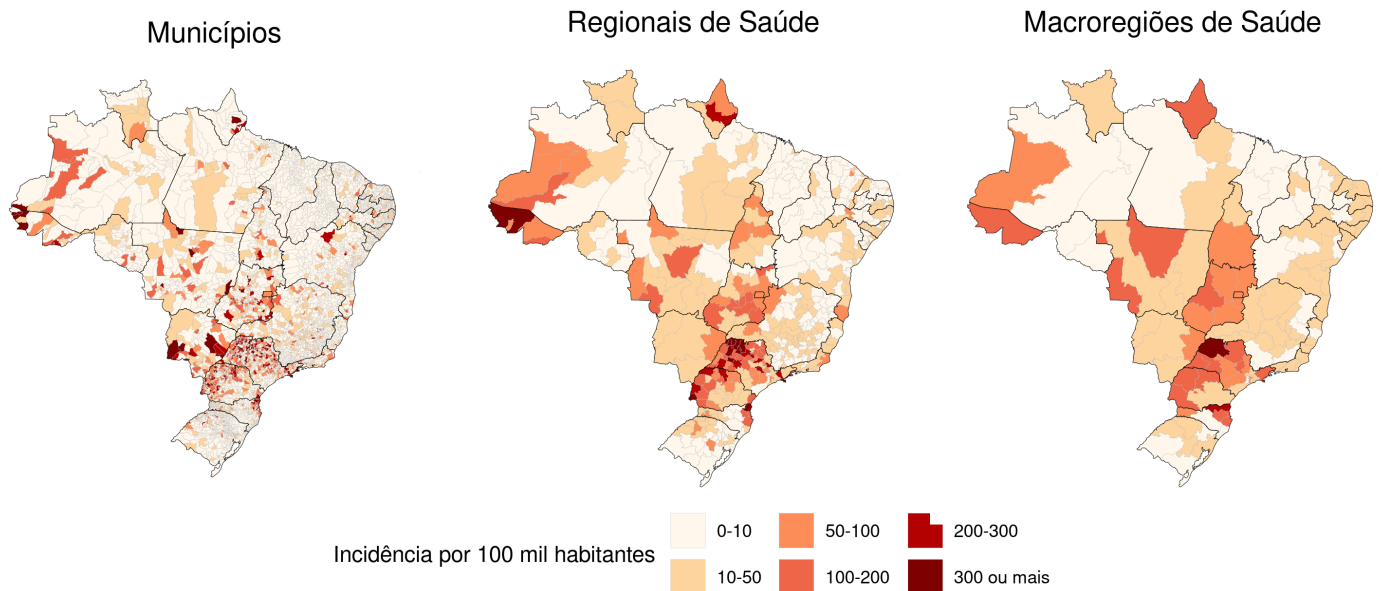 Municípios
Regionais de Saúde
Macroregiões de Saúde
Incidência por 100 mil habitantes
0-10
50-100
200-300
10-50
100-200
300 ou mais